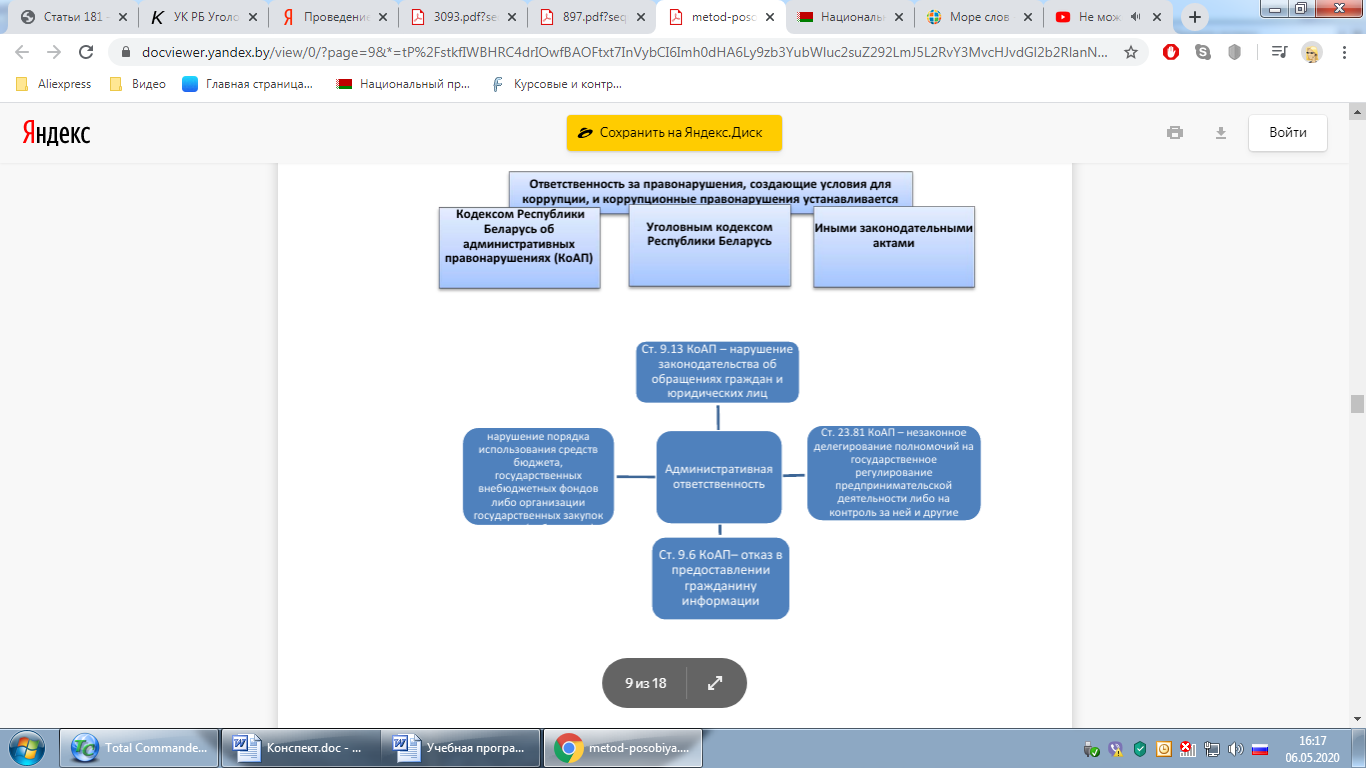 Статьи 181 -
УК РБ Уголо
Проведение
3093.pdf?se
897.pdf?seq
metod-poso
Националы
Море слов
Не мож
docviewer.yandex.by/view/0/?page=9&*=tP%2FstkfIWBHRC4drIOwfBAOFtxt7InVybCI6Imh0dHA6Ly9zb3YubWluc2suZ292LmJ5L2RvY3MvcHJvdGl2b2RlanN...
Aliexpress
Видео
Главная страница...
Национальный пр...
Курсовые и контр...
Яндекс
Сохранить на Яндекс.Диск
Войти
Ответственность за правонарушения, создающие условия для
коррупции, и коррупционные правонарушения устанавливается
Кодексом Республики
Беларусь об
административных
правонарушениях (КоАП)
Уголовным кодексом
Республики Беларусь
Иными законодательными
актами
Ст. 9.13 КоАП – нарушение
законодательства об
обращениях граждан и
юридических лиц
нарушение порядка
использования средств
бюджета,
государственных
внебюджетных фондов
либо организации
государственных закупок
Административная
ответственность
Ст. 23.81 КоАП – незаконное
делегирование полномочий на
государственное
регулирование
предпринимательской
деятельности либо на
контроль за ней и другие
Ст. 9.6 КоАП– отказ в
предоставлении
гражданину
информации
9 из 18
Total Commande...
Конспект.doc - ...
Учебная програ...
metod-posobiya....
16:17
06.05.2020